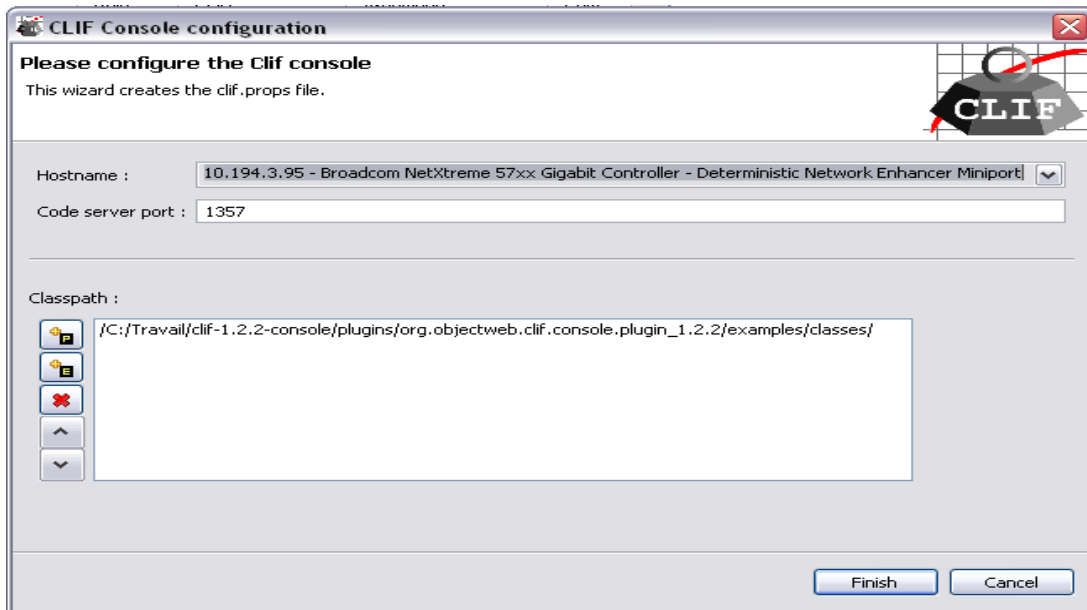 CLIF Console configuration
Please configure the Clif console
This wizard creates the clif.props file.
CLIF
Hostname :
10.194.3.95 - Broadcom NetXtreme 57xx Gigabit Controller - Deterministic Network Enhancer Miniport
Code server port :
1357
Classpath :
/C:/Travail/clif-1.2.2-console/plugins/org.objectweb.clif.console.plugin_1.2.2/examples/classes/
P
E
Finish
Cancel